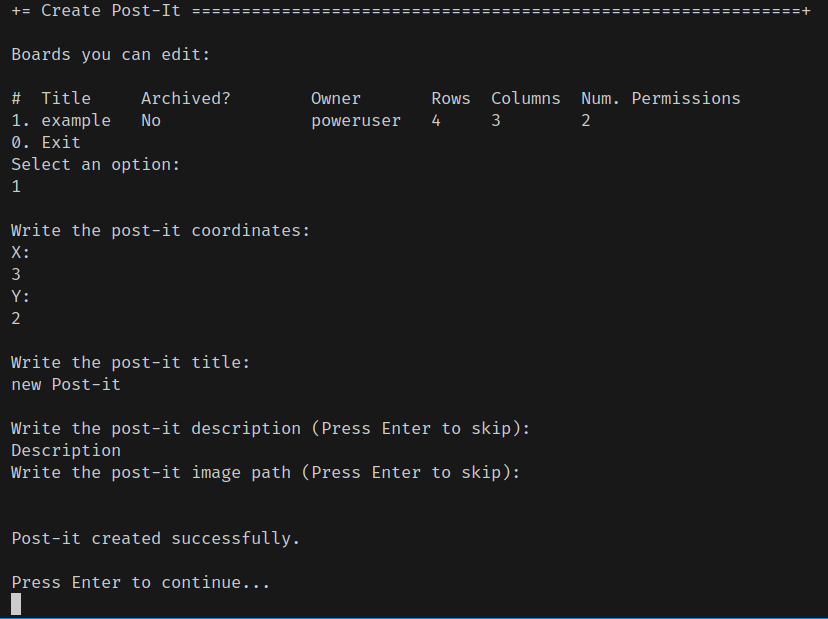 += Create Post-It =============================================================+
Boards you can edit:
#  Title     Archived?        Owner       Rows  Columns  Num. Permissions
1. example   No               poweruser   4     3        2
0. Exit
Select an option:
1
Write the post-it coordinates:
X:
3
Y:
2
Write the post-it title:
new Post-it
Write the post-it description (Press Enter to skip):
Description
Write the post-it image path (Press Enter to skip):
Post-it created successfully.
Press Enter to continue...